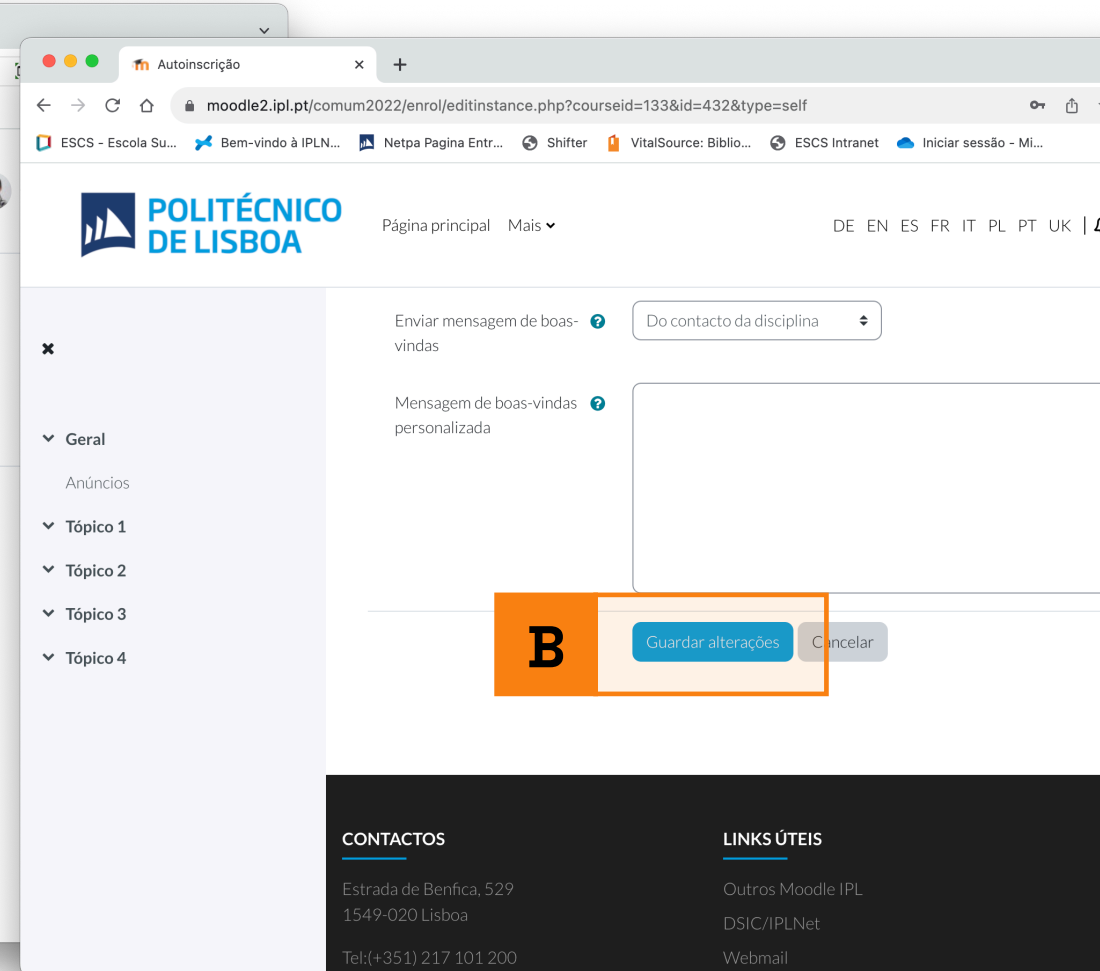 Autoinscrição
moodle2.ipl.pt/comum2022/enrol/editinstance.php?courseid=133&id=432&type=self
ESCS - Escola Su... Bem-vindo à IPLN... Netpa Pagina Entr... Shifter VitalSource: Biblio... ESCS Intranet Iniciar sessão - Mi...
POLITÉCNICO
DE LISBOA
Página principal Mais DE EN ES FR IT PL PT UK
Enviar mensagem de boas-
vindas
Do contacto da disciplina
Mensagem de boas-vindas
personalizada
Geral
Anúncios
Tópico 1
Tópico 2
Tópico 3
Tópico 4
B
Guardar alterações Cancelar
CONTACTOS
Estrada de Benfica, 529
1549-020 Lisboa
Tel:(+351) 217 101 200
LINKS ÚTEIS
Outros Moodle IPL
DSIC/IPLNet
Webmail